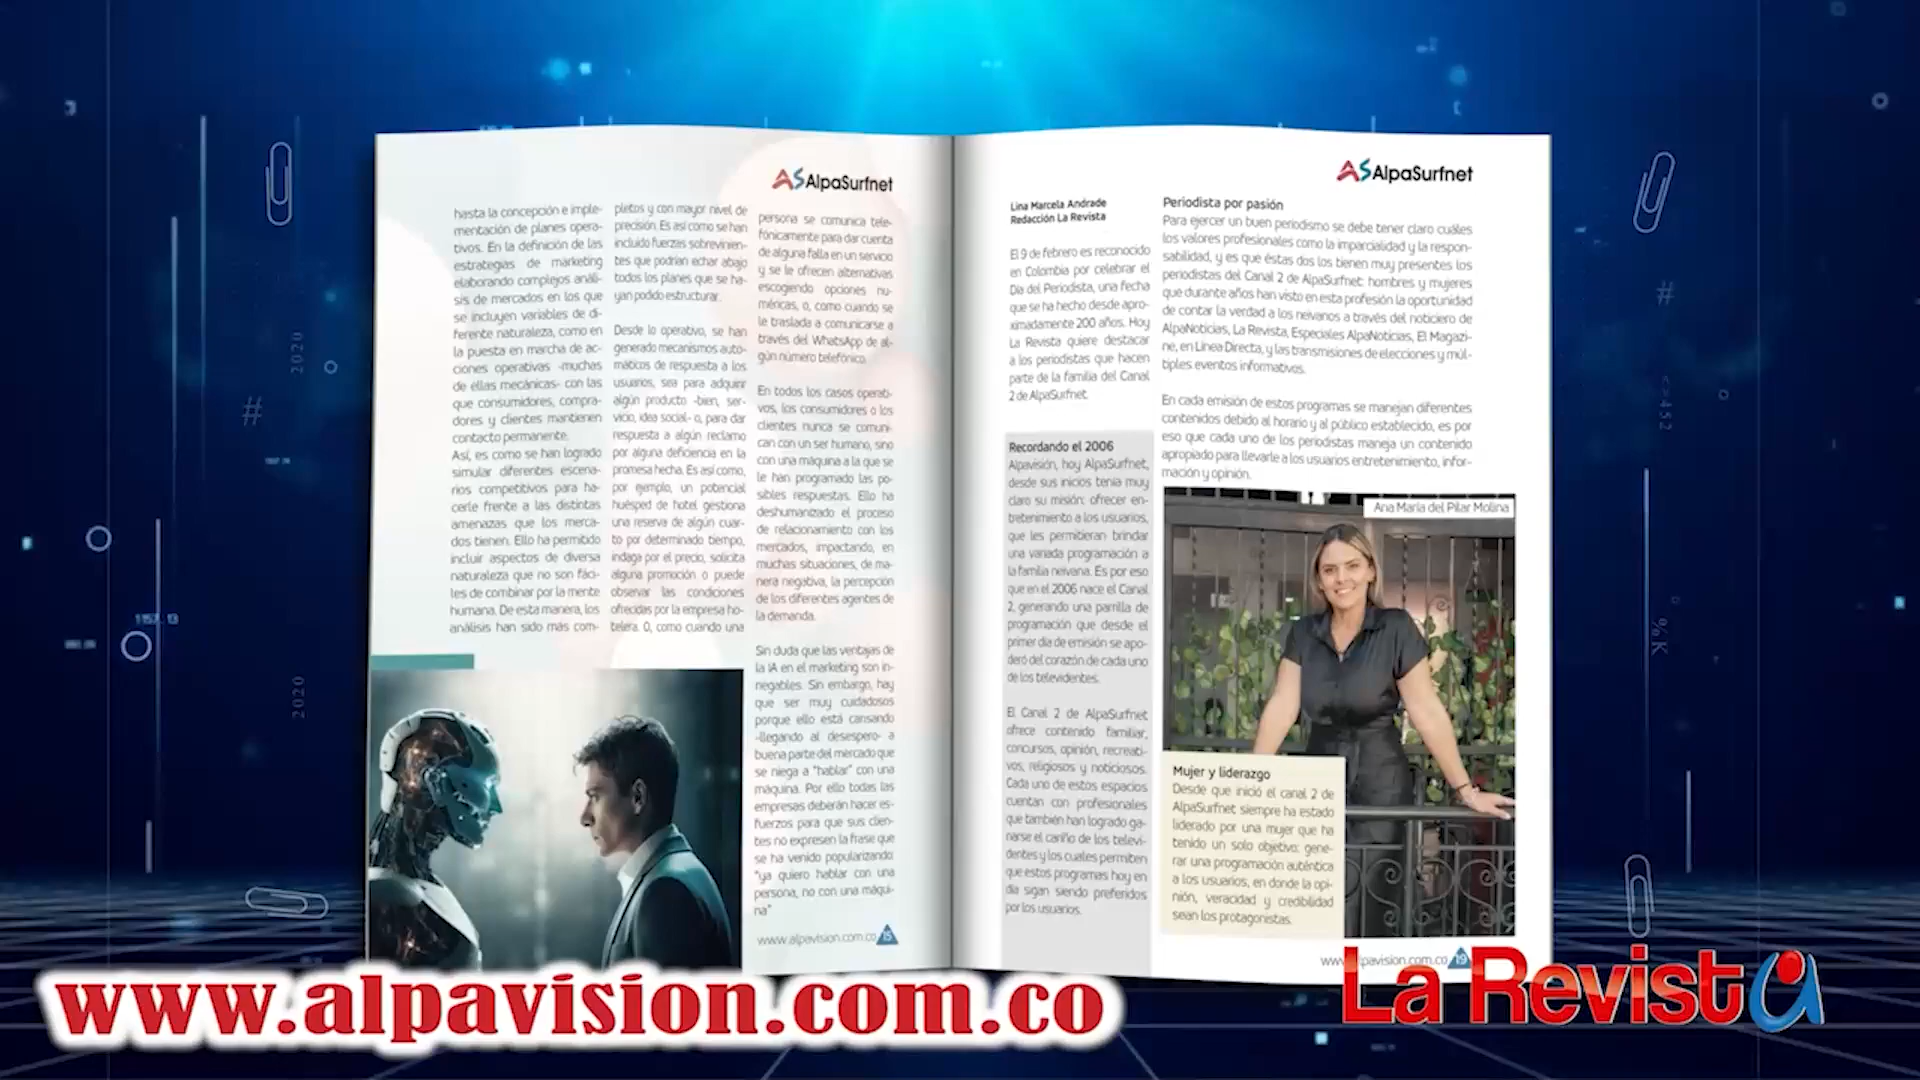 AlpaSurfnet
hasta la concepción e imple-
mentación de planes opera-
tivos. En la definición de las
estrategias de marketing
elaborando complejos análi-
sis de mercados en los que
se incluyen variables de di-
ferente naturaleza, como en
la puesta en marcha de ac-
ciones operativas -muchas
de ellas mecánicas- con las
que consumidores, compra-
dores y clientes mantienen
contacto permanente.
Así, es como se han logrado
simular diferentes escena-
rios competitivos para ha-
cerle frente a las distintas
amenazas que los merca-
dos tienen. Ello ha permitido
incluir aspectos de diversa
naturaleza que no son fáci-
les de combinar por la mente
humana. De esta manera, los
análisis han sido más com-
pletos y con mayor nivel de
precisión. Es así como se han
incluido fuerzas sobrevinien-
tes que podrían echar abajo
todos los planes que se ha-
yan podido estructurar.
Desde lo operativo, se han
generado mecanismos auto-
máticos de respuesta a los
usuarios, sea para adquirir
algún producto -bien, ser-
vicio, idea social- o, para dar
respuesta a algún reclamo
por alguna deficiencia en la
promesa hecha. Es así como,
por ejemplo, un potencial
huésped de hotel gestiona
una reserva de algún cuar-
to por determinado tiempo,
indaga por el precio, solicita
alguna promoción o puede
observar las condiciones
ofrecidas por la empresa ho-
telera. O, como cuando una
persona se comunica tele-
fónicamente para dar cuenta
de alguna falla en un servicio
y se le ofrecen alternativas
escogiendo opciones nu-
méricas, o, como cuando se
le traslada a comunicarse a
través del WhatsApp de al-
gún número telefónico.
En todos los casos operati-
vos, los consumidores o los
clientes nunca se comuni-
can con un ser humano, sino
con una máquina a la que se
le han programado las po-
sibles respuestas. Ello ha
deshumanizado el proceso
de relacionamiento con los
mercados, impactando, en
muchas situaciones, de ma-
nera negativa, la percepción
de los diferentes agentes de
la demanda.
Sin duda que las ventajas de
la IA en el marketing son in-
negables. Sin embargo, hay
que ser muy cuidadosos
porque ello está cansando
-llegando al desespero- a
buena parte del mercado que
se niega a "hablar" con una
máquina. Por ello todas las
empresas deberán hacer es-
fuerzos para que sus clien-
tes no expresen la frase que
se ha venido popularizando:
"ya quiero hablar con una
persona, no con una máqui-
na"
www.alpavision.com.co 15
AlpaSurfnet
Lina Marcela Andrade
Redacción La Revista
El 9 de febrero es reconocido
en Colombia por celebrar el
Día del Periodista, una fecha
que se ha hecho desde apro-
ximadamente 200 años. Hoy
La Revista quiere destacar
a los periodistas que hacen
parte de la familia del Canal
2 de AlpaSurfnet.
Recordando el 2006
Alpavisión, hoy AlpaSurfnet,
desde sus inicios tenía muy
claro su misión: ofrecer en-
tretenimiento a los usuarios,
que les permitieran brindar
una variada programación a
la familia neivana. Es por eso
que en el 2006 nace el Canal
2, generando una parrilla de
programación que desde el
primer día de emisión se apo-
deró del corazón de cada uno
de los televidentes.
El Canal 2 de AlpaSurfnet
ofrece contenido familiar,
concursos, opinión, recreati-
vos, religiosos y noticiosos.
Cada uno de estos espacios
cuentan con profesionales
que también han logrado ga-
narse el cariño de los televi-
dentes y los cuales permiten
que estos programas hoy en
día sigan siendo preferidos
por los usuarios.
Periodista por pasión
Para ejercer un buen periodismo se debe tener claro cuáles
los valores profesionales como la imparcialidad y la respon-
sabilidad, y es que éstas dos los tienen muy presentes los
periodistas del Canal 2 de AlpaSurfnet: hombres y mujeres
que durante años han visto en esta profesión la oportunidad
de contar la verdad a los neivanos a través del noticiero de
AlpaNoticias, La Revista, Especiales AlpaNoticias, El Magazi-
ne, en Línea Directa, y las transmisiones de elecciones y múl-
tiples eventos informativos.
En cada emisión de estos programas se manejan diferentes
contenidos debido al horario y al público establecido, es por
eso que cada uno de los periodistas maneja un contenido
apropiado para llevarle a los usuarios entretenimiento, infor-
mación y opinión.
Ana María del Pilar Molina
Mujer y liderazgo
Desde que inició el canal 2 de
AlpaSurfnet siempre ha estado
liderado por una mujer que ha
tenido un solo objetivo: gene-
rar una programación auténtica
a los usuarios, en donde la opi-
nión, veracidad y credibilidad
sean los protagonistas.
pavision.com.co 19
2020
2020
1157.13
www.alpavision.com.co
La Revista